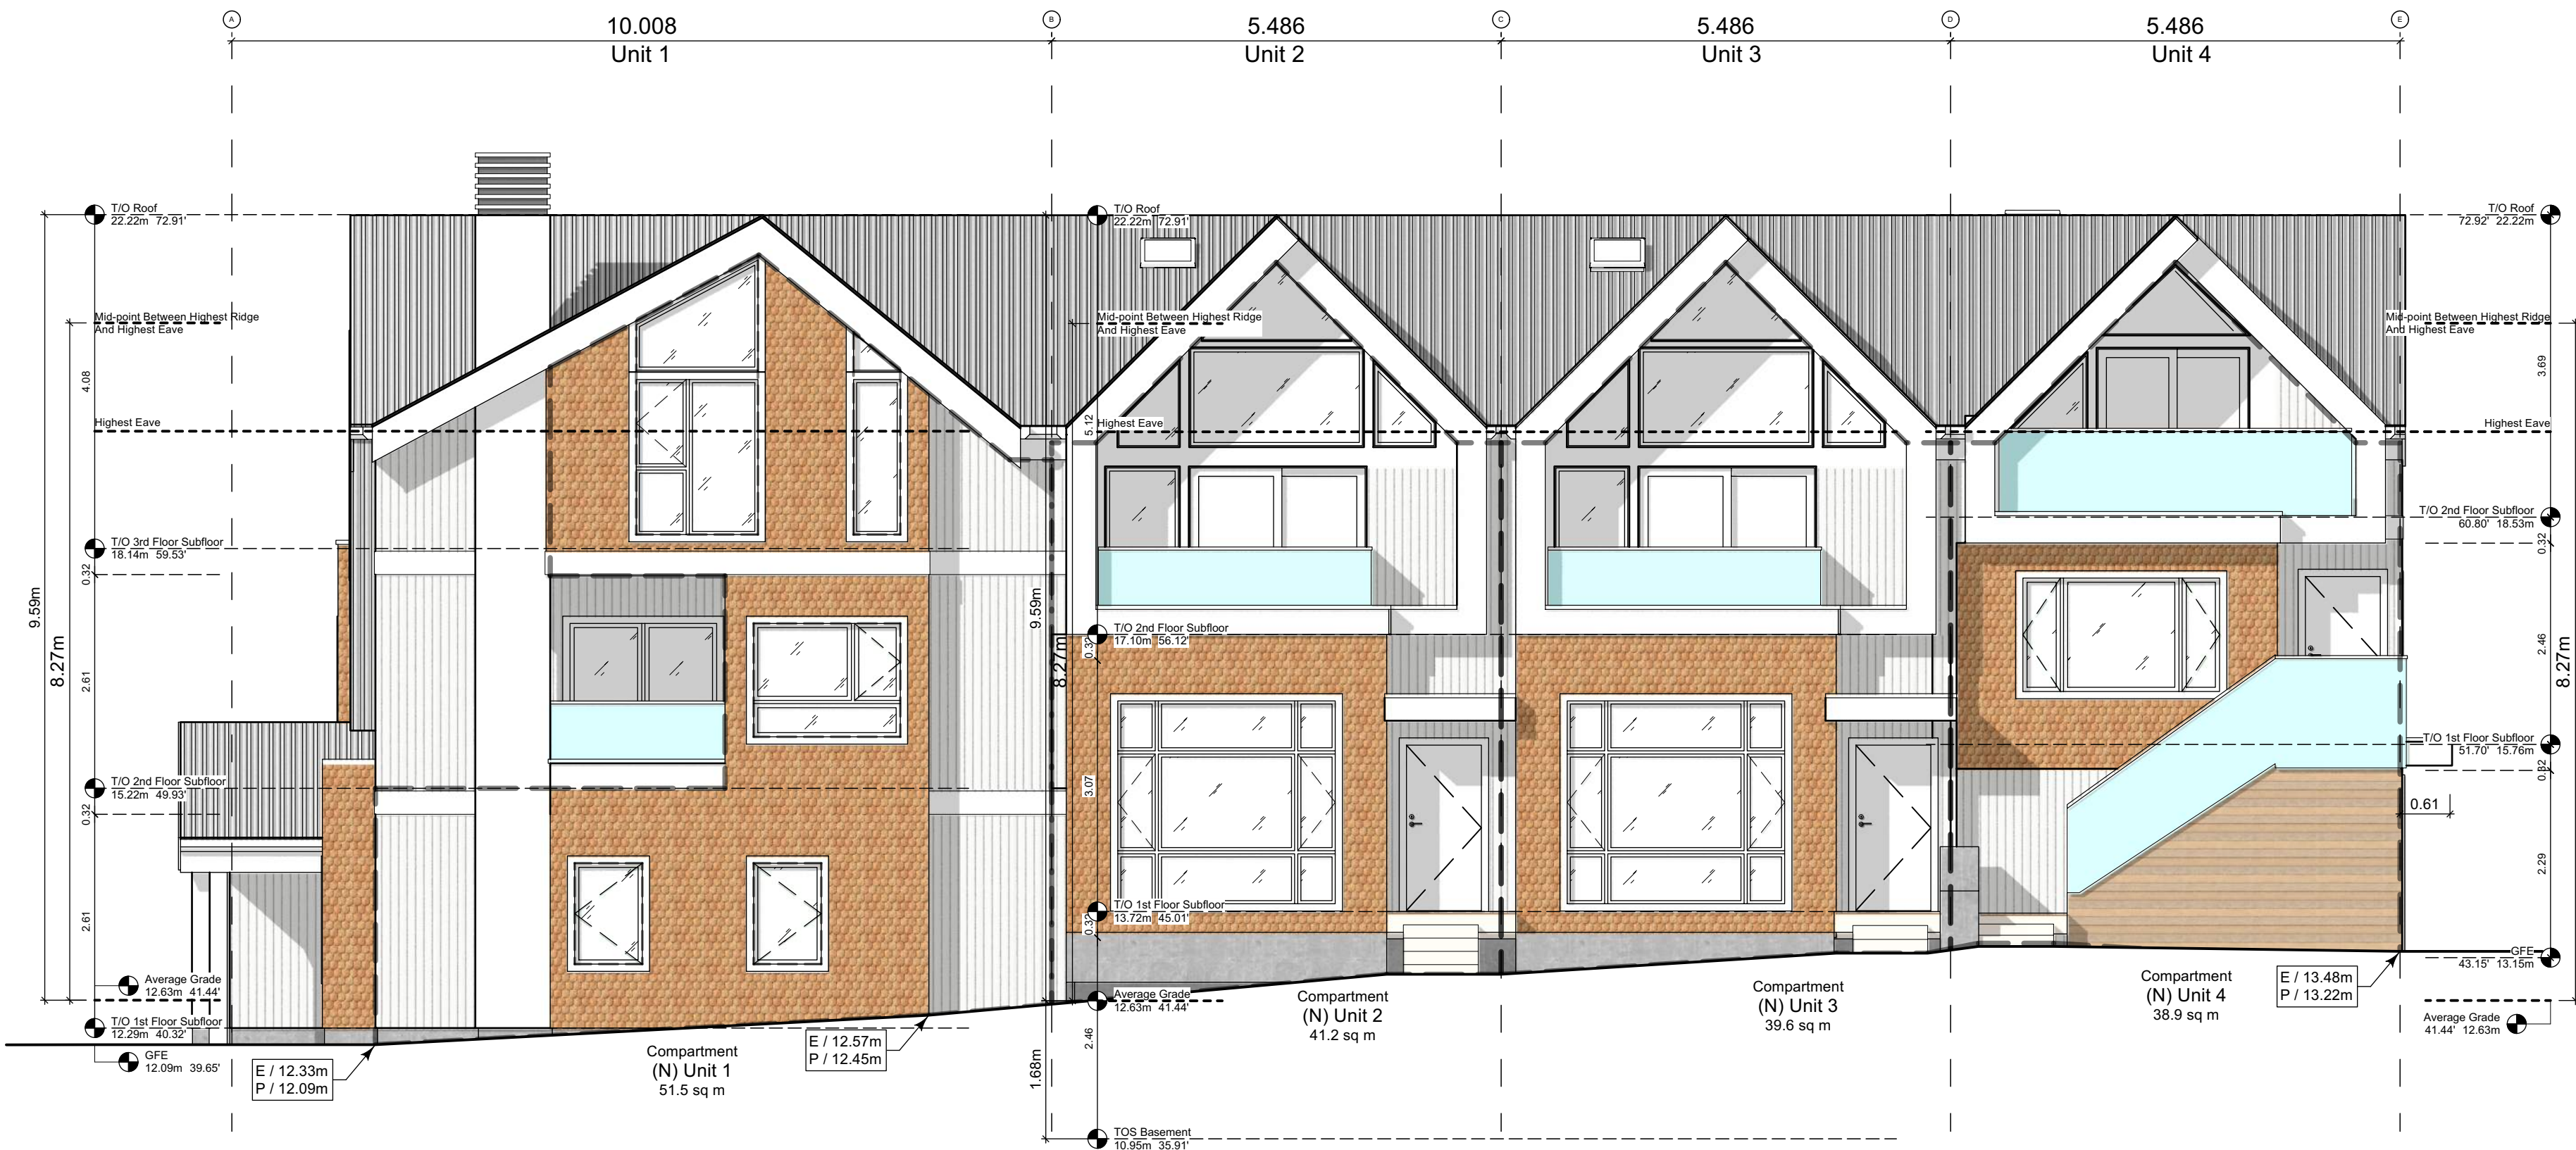 A
B
C
D
E
10.008
5.486
5.486
5.486
Unit 1
Unit 2
Unit 3
Unit 4
T/O Roof
22.22m 72.91'
Mid-point Between Highest Ridge
And Highest Eave
4.08
Highest Eave
T/O 3rd Floor Subfloor
18.14m 59.53'
0.32
9.59m
8.27m
2.61
T/O 2nd Floor Subfloor
15.22m 49.93'
0.32
2.61
Average Grade
12.63m 41.44'
T/O 1st Floor Subfloor
12.29m 40.32'
GFE
12.09m 39.65'
E / 12.33m
P / 12.09m
Compartment
(N) Unit 1
51.5 sq m
E / 12.57m
P / 12.45m
T/O Roof
22.22m 72.91'
Mid-point Between Highest Ridge
And Highest Eave
5.12
Highest Eave
9.59m
8.27m
T/O 2nd Floor Subfloor
17.10m 56.12'
0.32
3.07
T/O 1st Floor Subfloor
13.72m 45.01'
0.32
Average Grade
12.63m 41.44'
2.46
1.68m
TOS Basement
10.95m 35.91'
Compartment
(N) Unit 2
41.2 sq m
Compartment
(N) Unit 3
39.6 sq m
Compartment
(N) Unit 4
38.9 sq m
E / 13.48m
P / 13.22m
T/O Roof
72.92' 22.22m
Mid-point Between Highest Ridge
And Highest Eave
3.69
Highest Eave
T/O 2nd Floor Subfloor
60.80' 18.53m
0.32
2.46
8.27m
T/O 1st Floor Subfloor
51.70' 15.76m
0.32
0.61
2.29
GFE
43.15' 13.15m
Average Grade
41.44' 12.63m